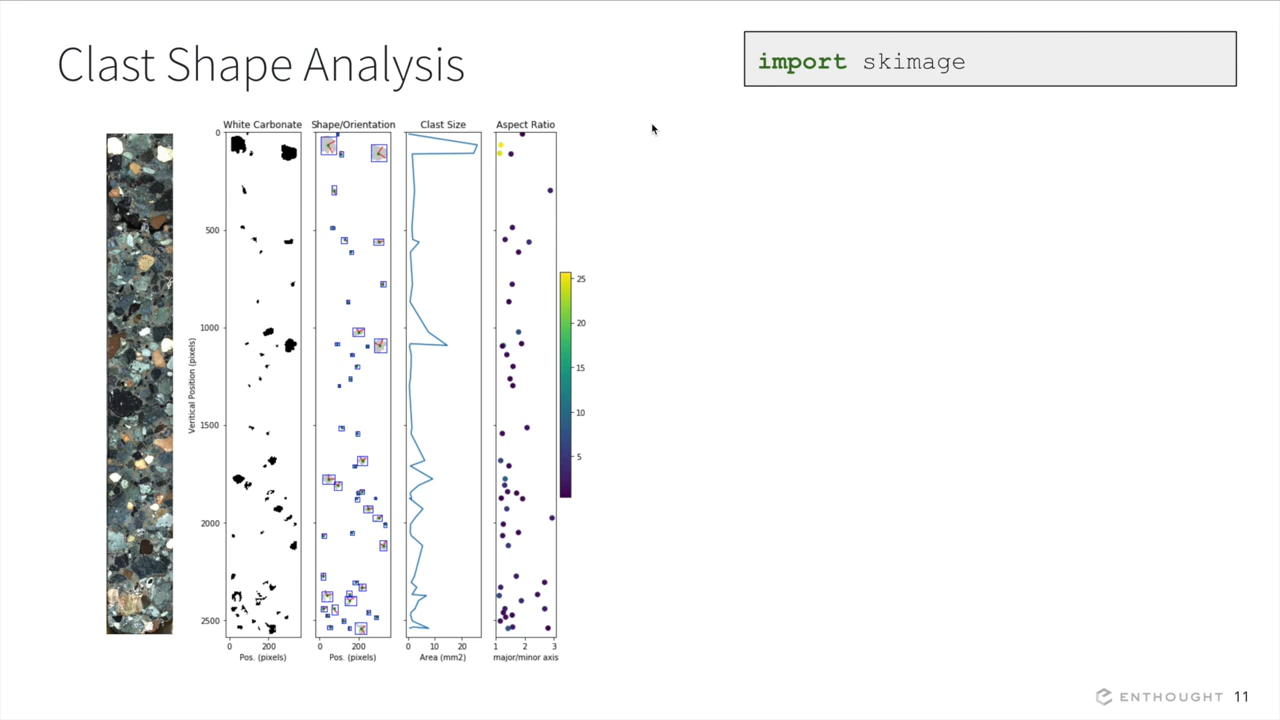 Clast Shape Analysis
import skimage
White Carbonate
Shape/Orientation
Clast Size
Aspect Ratio
0
500
1000
1500
2000
2500
Veritical Position (pixels)
0 200
Pos. (pixels)
0 200
Pos. (pixels)
0 10 20
Area (mm2)
1 2 3
major/minor axis
25
20
15
10
5
ENTHOUGHT 11